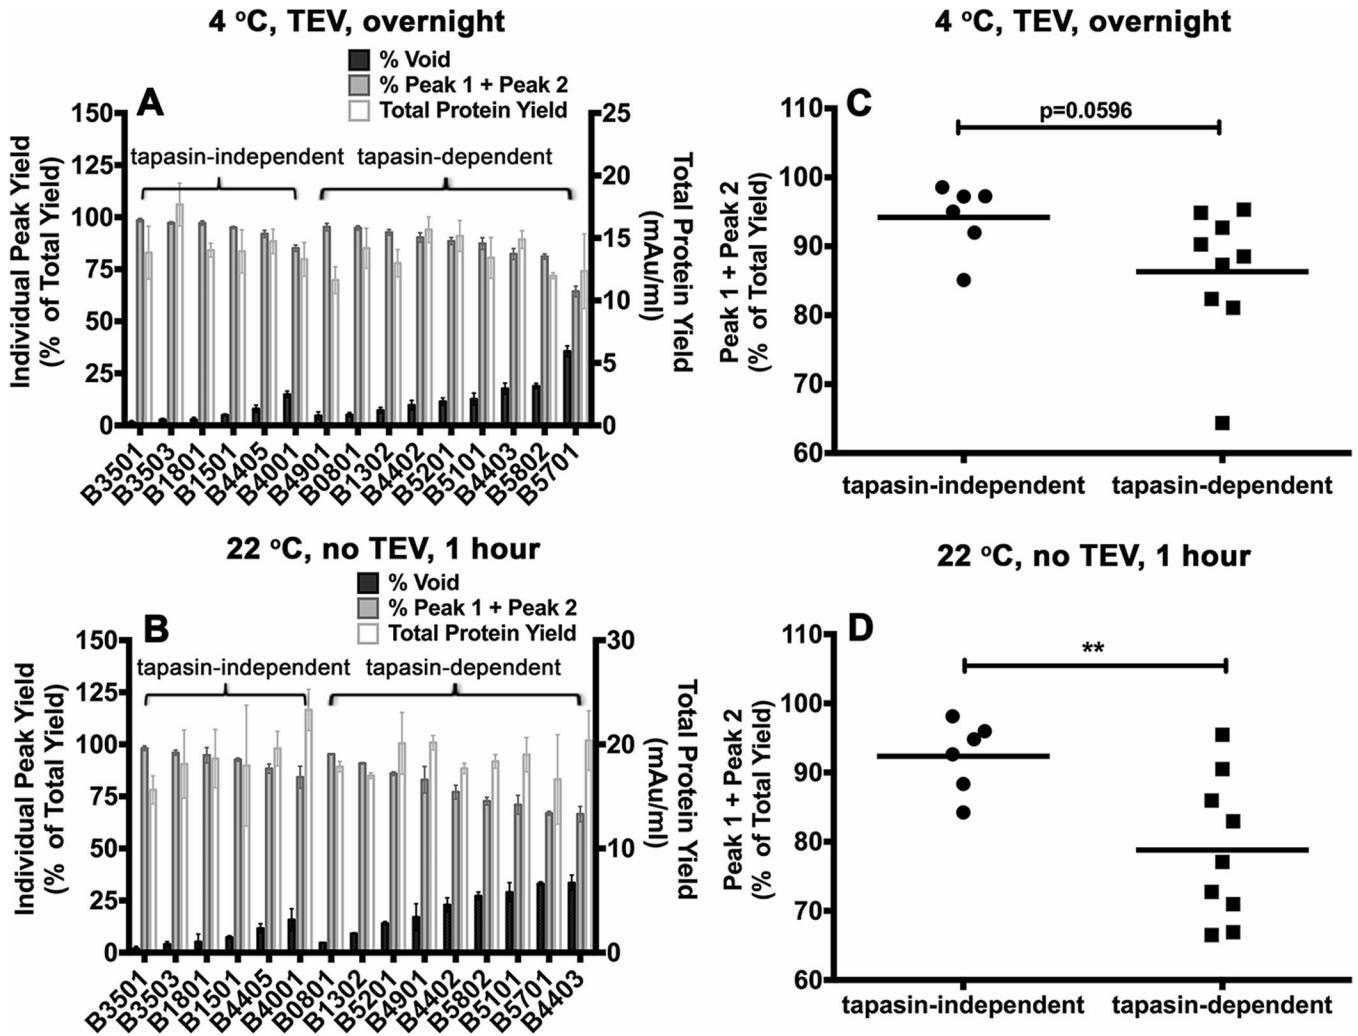 4 ºC, TEV, overnight
% Void
% Peak 1 + Peak 2
Total Protein Yield
A
tapasin-independent
tapasin-dependent
Individual Peak Yield
(% of Total Yield)
150
125
100
75
50
25
0
25
20
15
10
5
0
Total Protein Yield
(mAu/ml)
B3501
B3503
B1801
B1501
B4405
B4001
B4901
B0801
B1302
B4402
B5201
B5101
B4403
B5802
B5701
4 ºC, TEV, overnight
C
p=0.0596
Peak 1 + Peak 2
(% of Total Yield)
110
100
90
80
70
60
tapasin-independent
tapasin-dependent
22 ºC, no TEV, 1 hour
% Void
% Peak 1 + Peak 2
Total Protein Yield
B
tapasin-independent
tapasin-dependent
Individual Peak Yield
(% of Total Yield)
150
125
100
75
50
25
0
30
20
10
0
Total Protein Yield
(mAu/ml)
B3501
B3503
B1801
B1501
B4405
B4001
B0801
B1302
B5201
B4901
B4402
B5802
B5101
B5701
B4403
22 ºC, no TEV, 1 hour
D
**
Peak 1 + Peak 2
(% of Total Yield)
110
100
90
80
70
60
tapasin-independent
tapasin-dependent